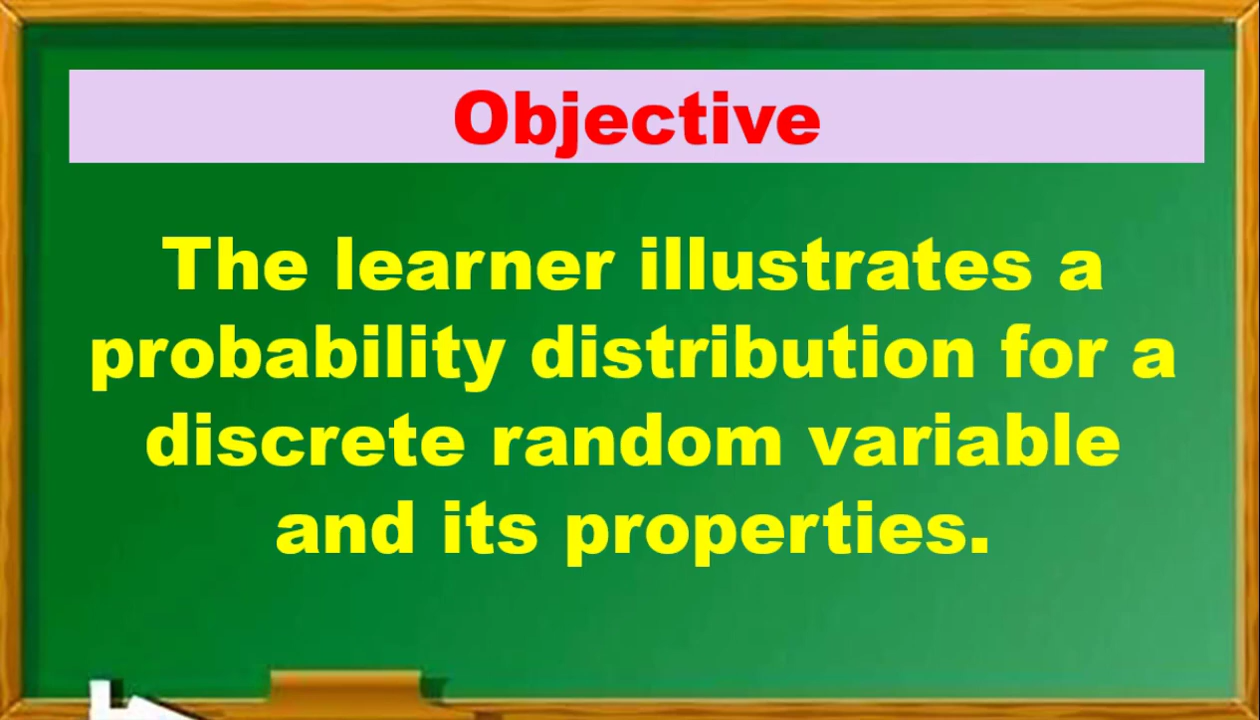 Objective
The learner illustrates a
probability distribution for a
discrete random variable
and its properties.